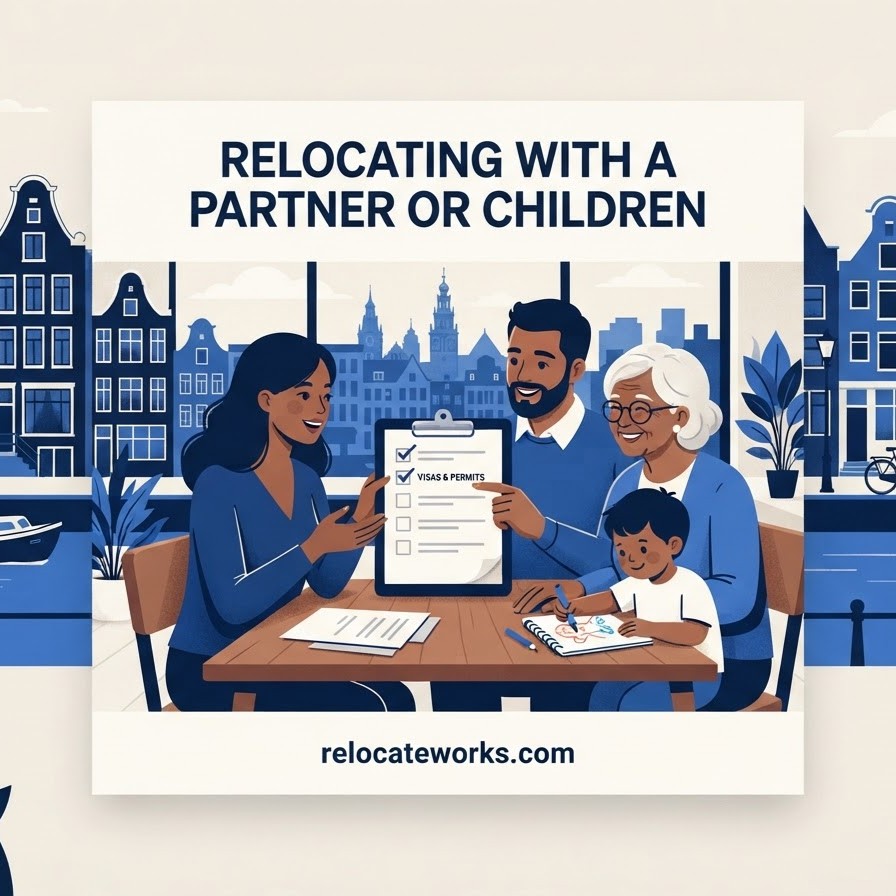 RELOCATING WITH A
PARTNER OR CHILDREN
VISAS & PERMITS
relocateworks.com